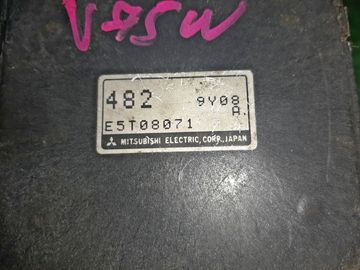 V75W
482 9Y08
A.
E5T08071
MITSUBISHI ELECTRIC, CORP., JAPAN